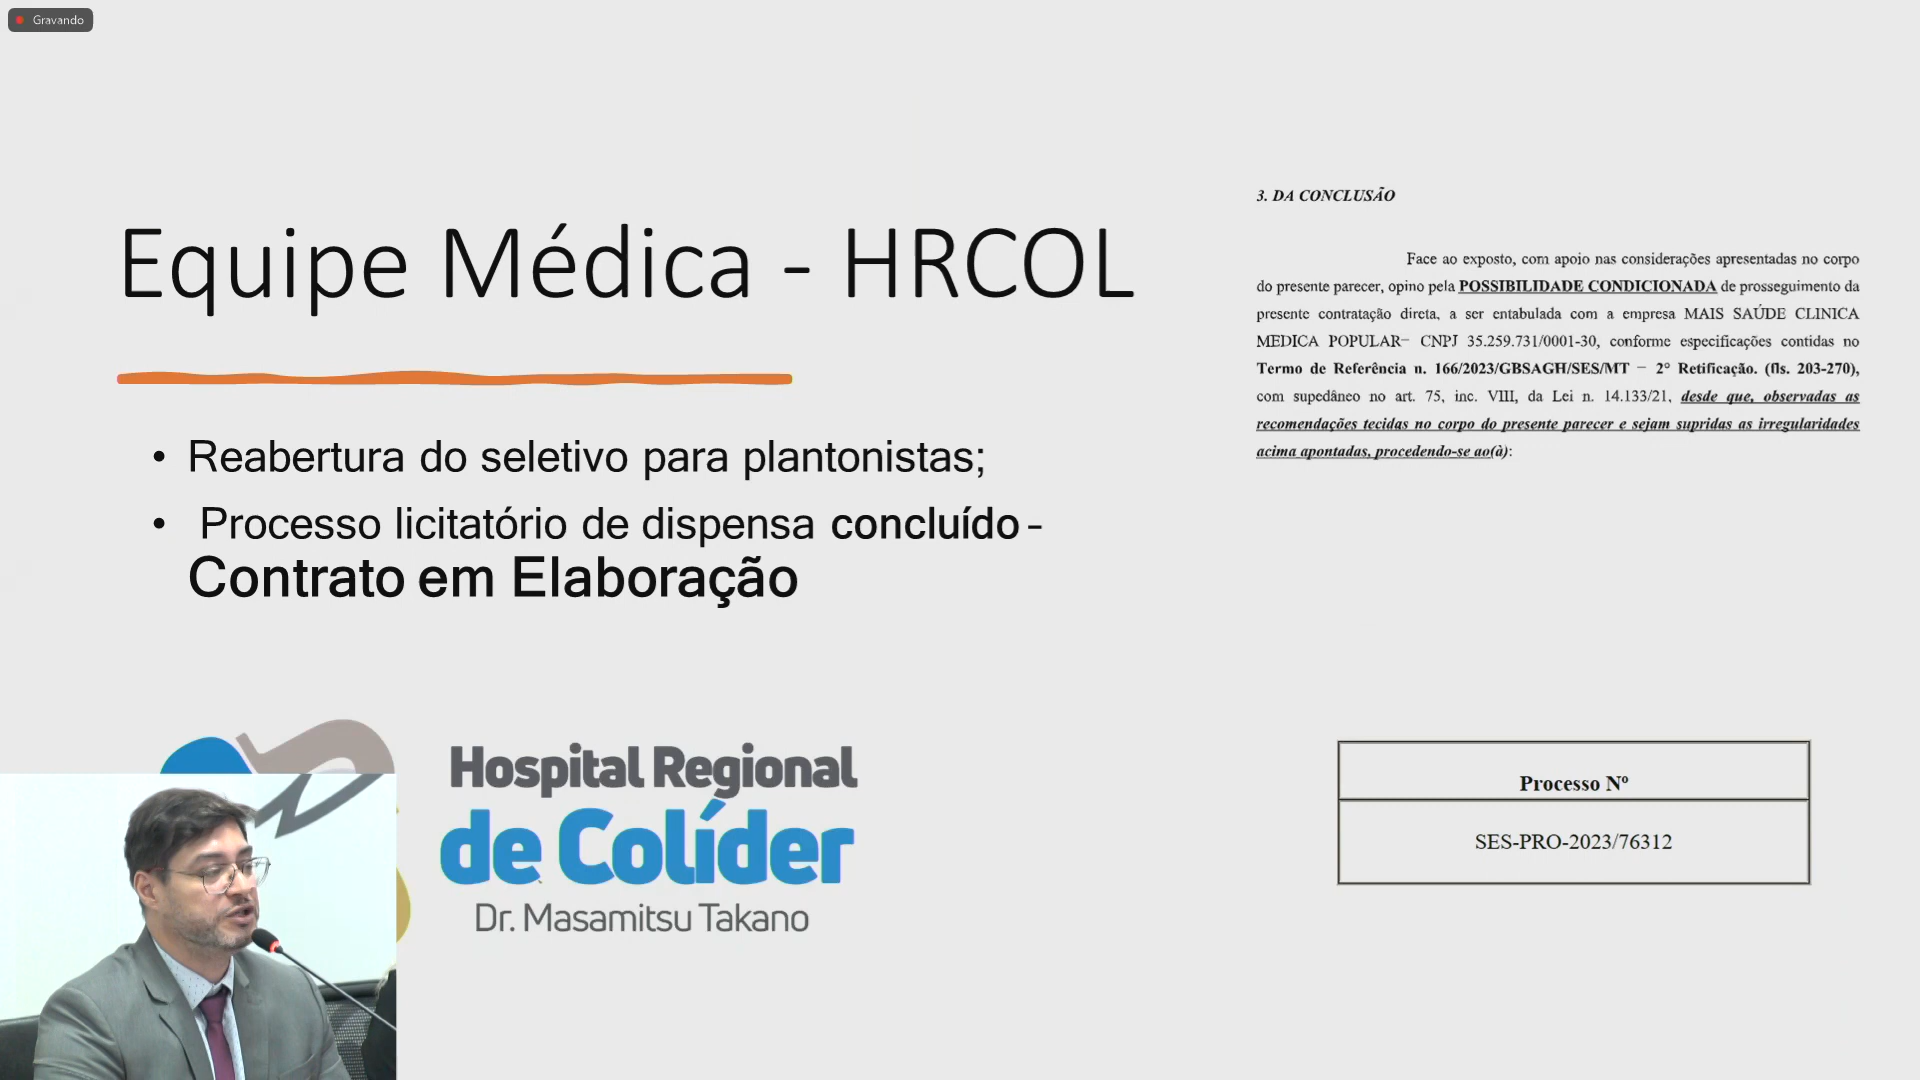 Gravando
Equipe Médica - HRCOL
• Reabertura do seletivo para plantonistas;
• Processo licitatório de dispensa concluído -
Contrato em Elaboração
Hospital Regional
de Colíder
Dr. Masamitsu Takano
3. DA CONCLUSÃO
Face ao exposto, com apoio nas considerações apresentadas no corpo
do presente parecer, opino pela POSSIBILIDADE CONDICIONADA de prosseguimento da
presente contratação direta, a ser entabulada com a empresa MAIS SAÚDE CLINICA
MEDICA POPULAR– CNPJ 35.259.731/0001-30, conforme especificações contidas no
Termo de Referência n. 166/2023/GBSAGH/SES/MT – 2° Retificação. (fls. 203-270),
com supedâneo no art. 75, inc. VIII, da Lei n. 14.133/21, desde que, observadas as
recomendações tecidas no corpo do presente parecer e sejam supridas as irregularidades
acima apontadas, procedendo-se ao(à):
Processo Nº
SES-PRO-2023/76312